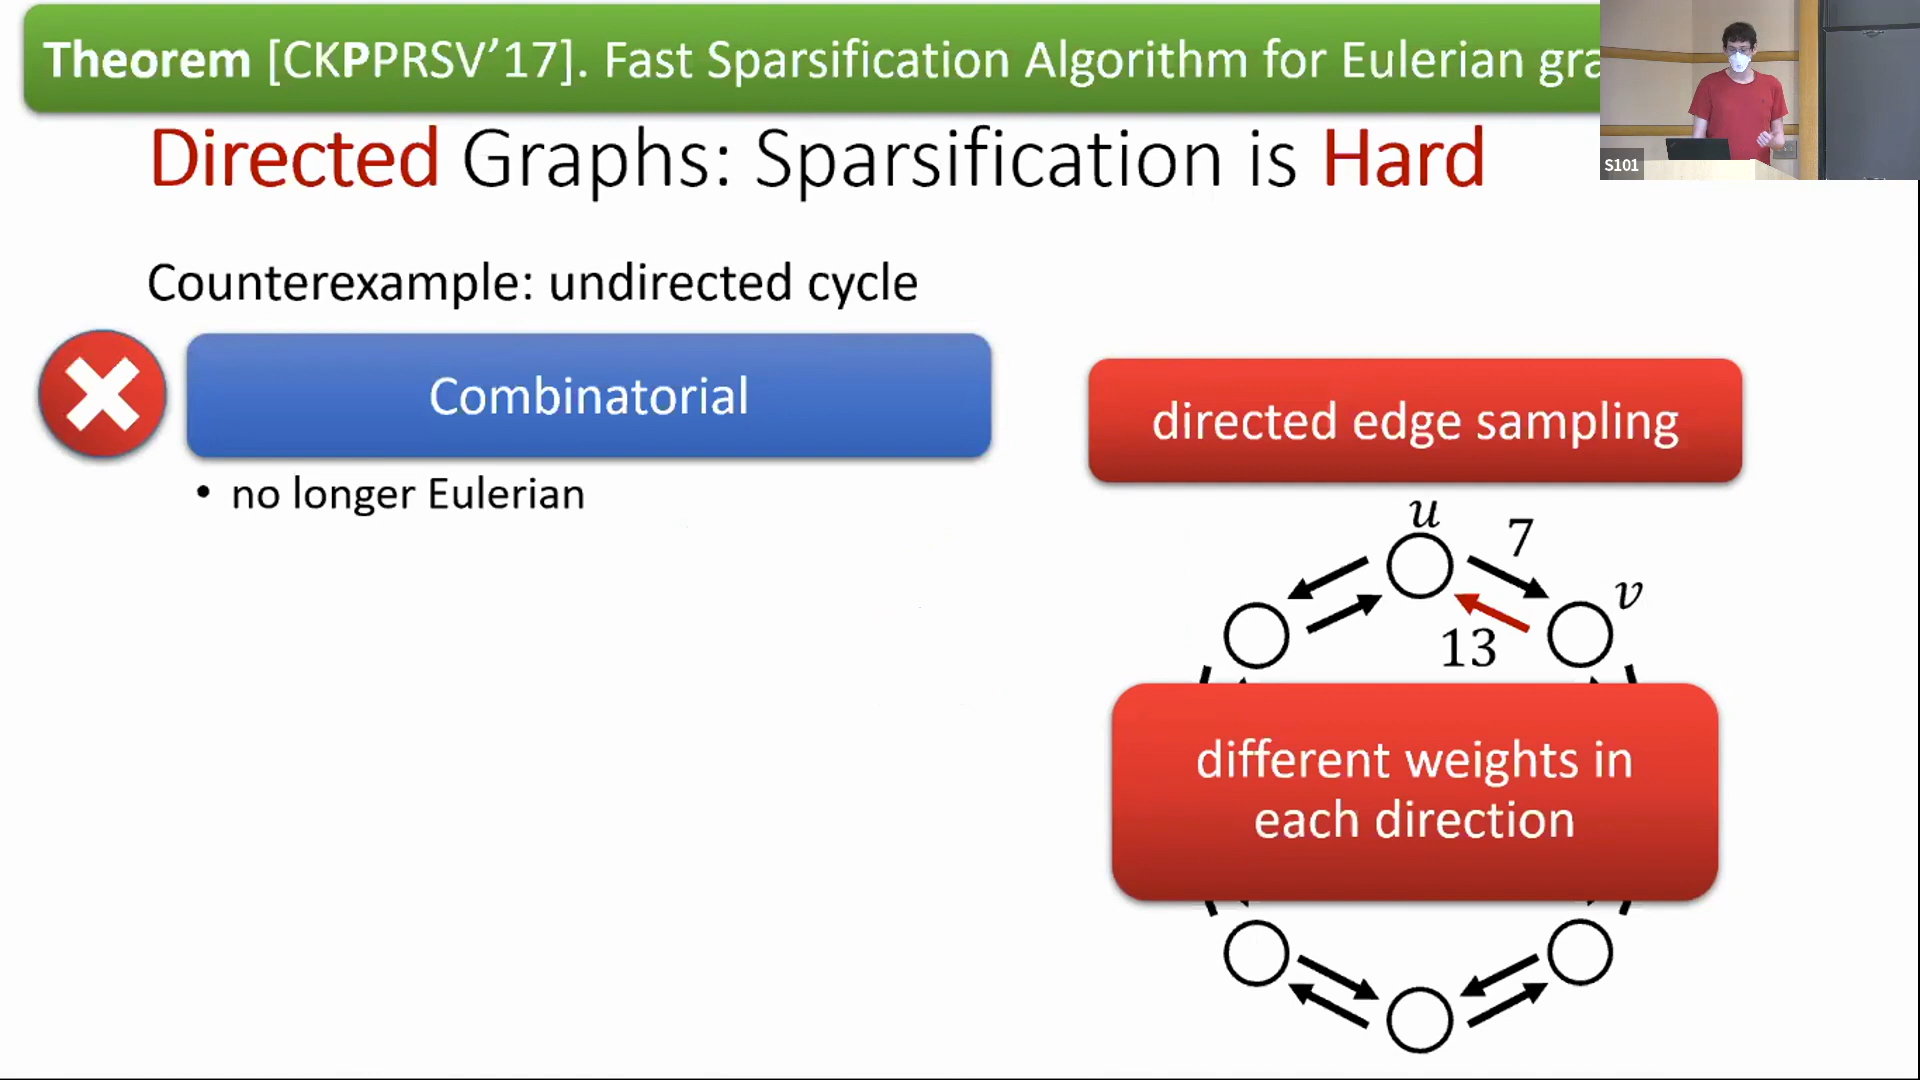 Theorem [CKPPRSV’17]. Fast Sparsification Algorithm for Eulerian gra
S101
Directed Graphs: Sparsification is Hard
Counterexample: undirected cycle
Combinatorial
• no longer Eulerian
directed edge sampling
u
7
v
13
different weights in
each direction